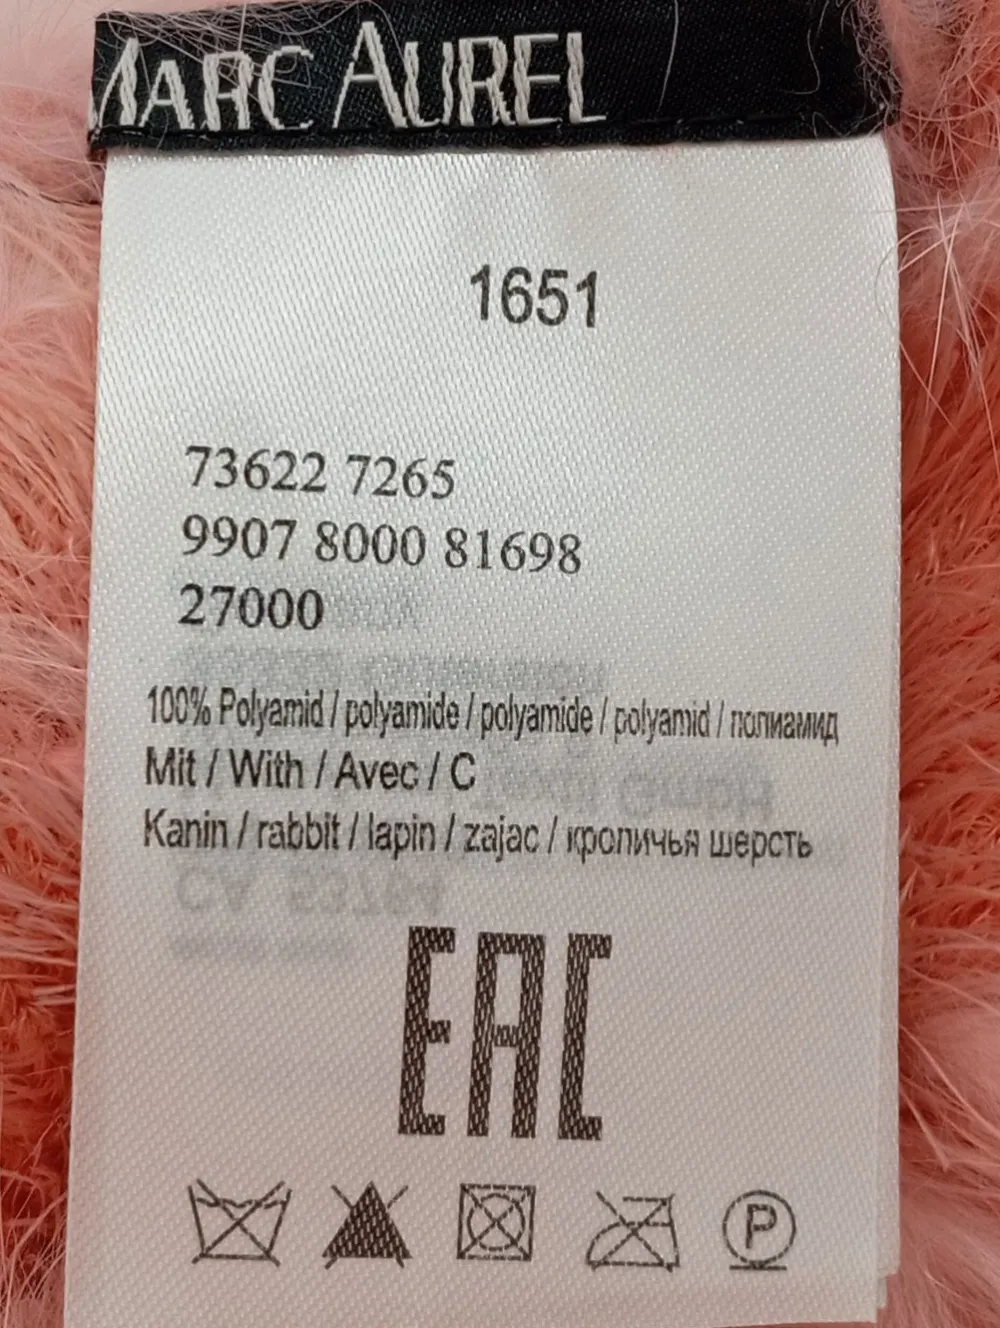 MARC AUREL
1651
73622 7265
9907 8000 81698
27000
100% Polyamid / polyamide / polyamide / polyamid / полиамид
Mit / With / Avec / C
Kanin / rabbit / lapin / zajac / кроличья шерсть
EAC
P